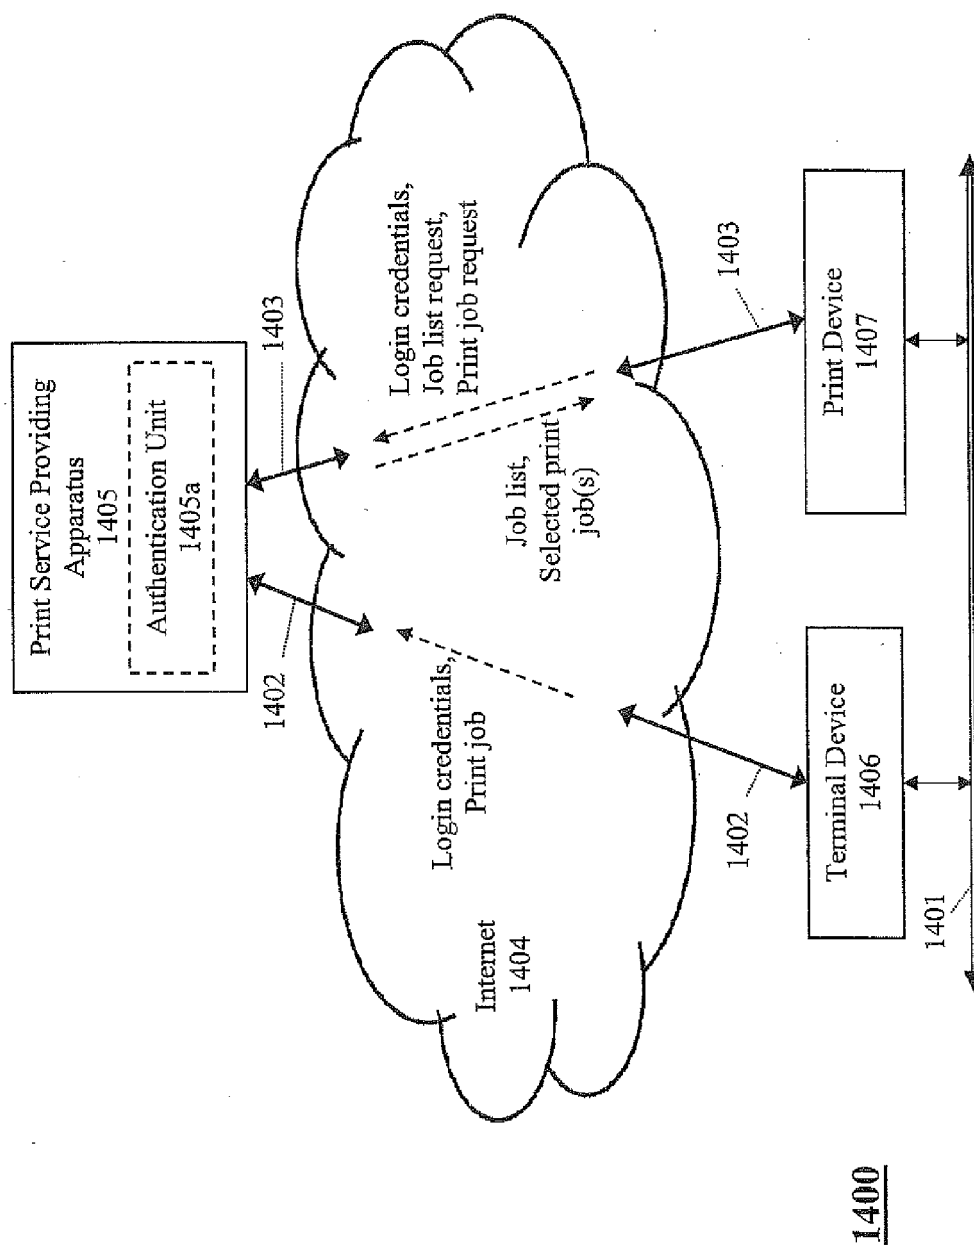 Print Service Providing
Apparatus
1405
Authentication Unit
1405a
1402
1403
Login credentials,
Print job
Login credentials,
Job list request,
Print job request
Job list,
Selected print
job(s)
Internet
1404
1402
1403
Terminal Device
1406
Print Device
1407
1401
1400